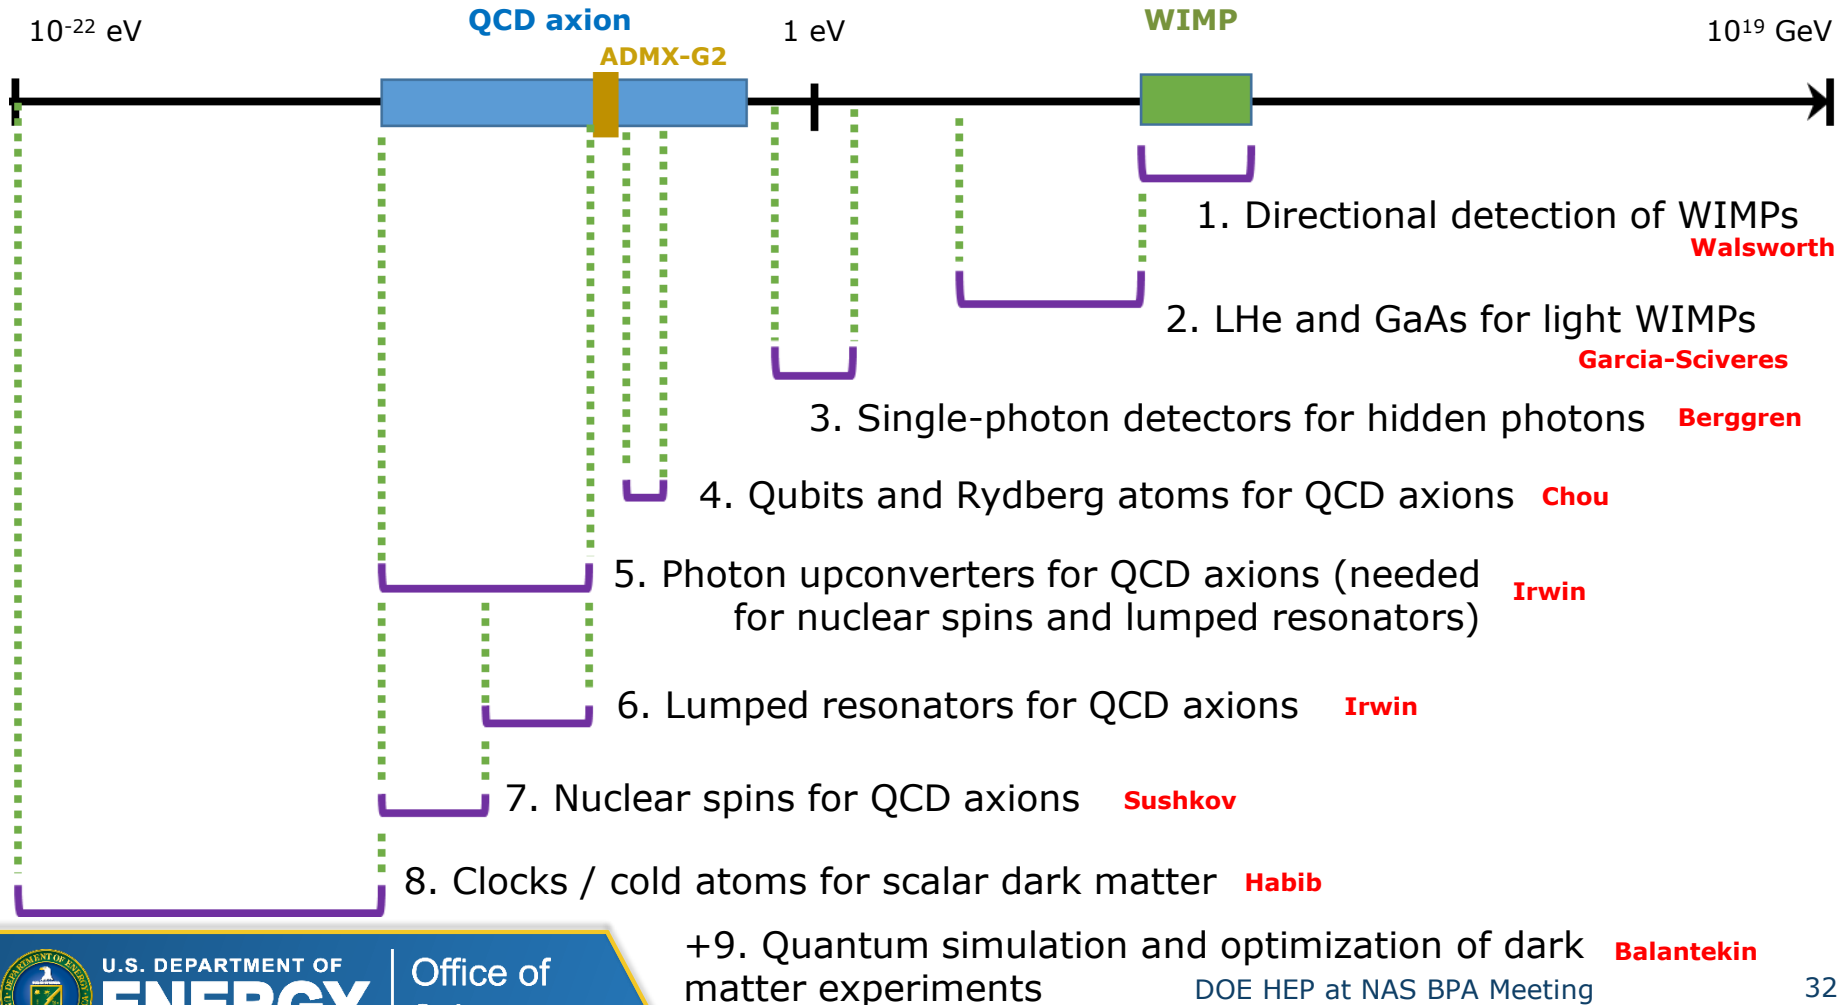 10-22 eV
QCD axion
1 eV
WIMP
10¹⁹ GeV
ADMX-G2
1. Directional detection of WIMPs
Walsworth
2. LHe and GaAs for light WIMPs
Garcia-Sciveres
3. Single-photon detectors for hidden photons Berggren
4. Qubits and Rydberg atoms for QCD axions Chou
5. Photon upconverters for QCD axions (needed
for nuclear spins and lumped resonators)
Irwin
6. Lumped resonators for QCD axions Irwin
7. Nuclear spins for QCD axions Sushkov
8. Clocks / cold atoms for scalar dark matter Habib
+9. Quantum simulation and optimization of dark
matter experiments
Balantekin
U.S. DEPARTMENT OF
ENERGY
Office of
DOE HEP at NAS BPA Meeting
32